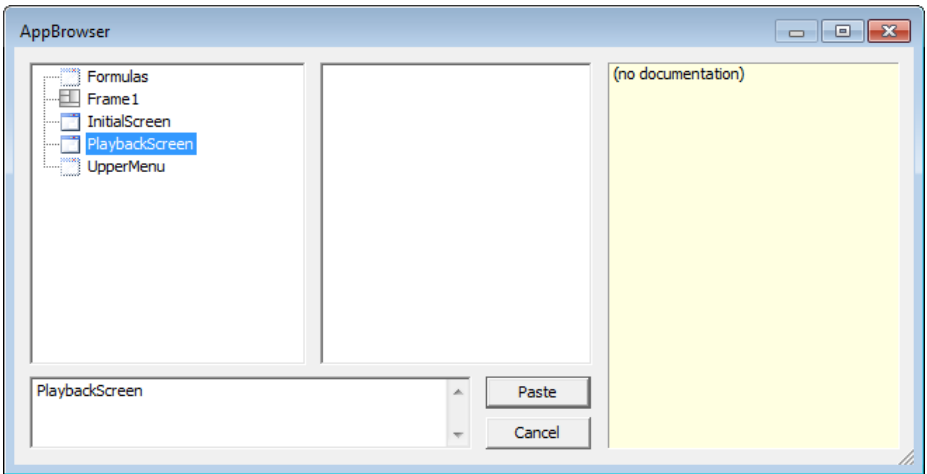 AppBrowser
Formulas
Frame1
InitialScreen
PlaybackScreen
UpperMenu
(no documentation)
PlaybackScreen
Paste
Cancel